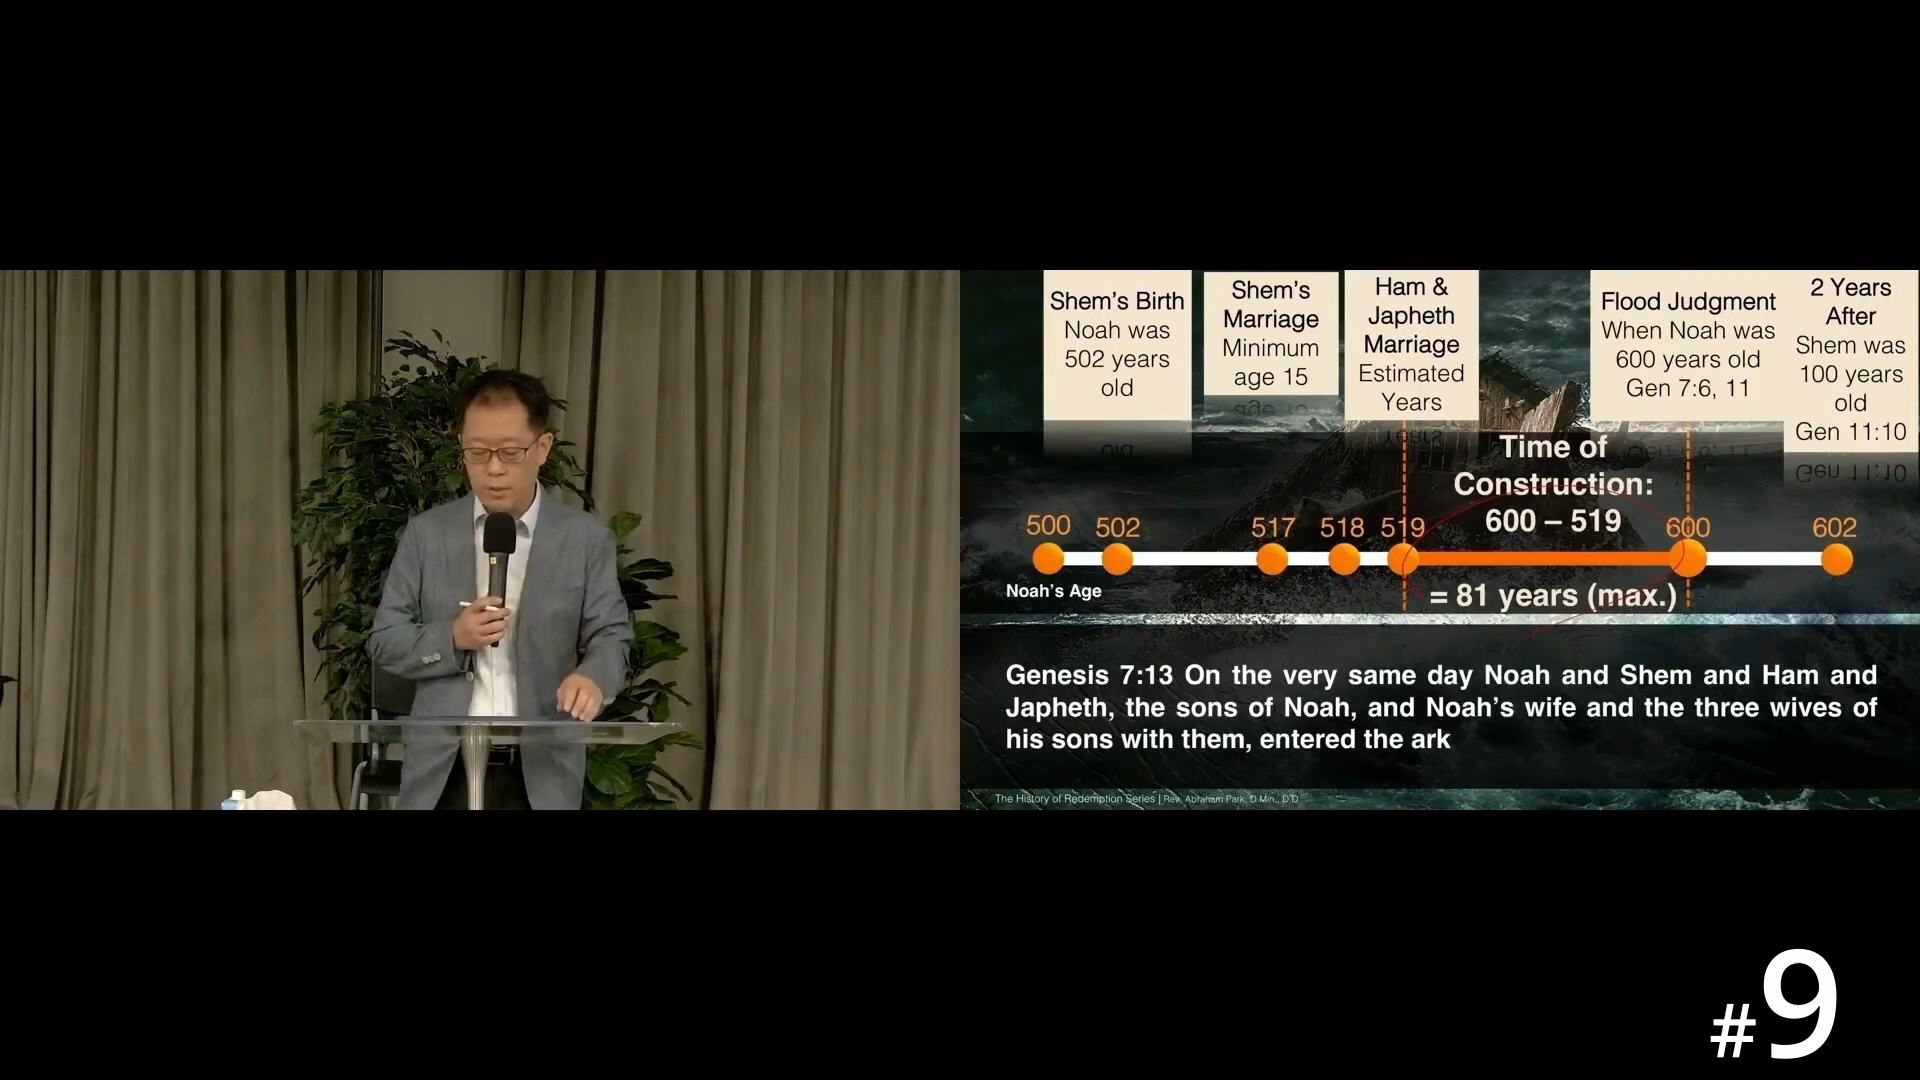 Shem's Birth
Noah was
502 years
old
Shem's
Marriage
Minimum
age 15
Ham &
Japheth
Marriage
Estimated
Years
Flood Judgment
When Noah was
600 years old
Gen 7:6, 11
2 Years
After
Shem was
100 years
old
Gen 11:10
Time of
Construction:
600 – 519
500 502 517 518 519 600 602
Noah's Age
= 81 years (max.)
Genesis 7:13 On the very same day Noah and Shem and Ham and
Japheth, the sons of Noah, and Noah's wife and the three wives of
his sons with them, entered the ark
The History of Redemption Series | Rev. Abraham Park, D.Min., D.D
#9